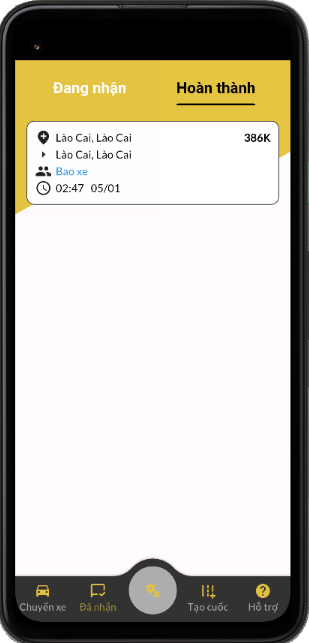 Đang nhận Hoàn thành
Lào Cai, Lào Cai 386K
Lào Cai, Lào Cai
Bao xe
02:47 05/01
Chuyến xe Đã nhận Tạo cuốc Hỗ trợ